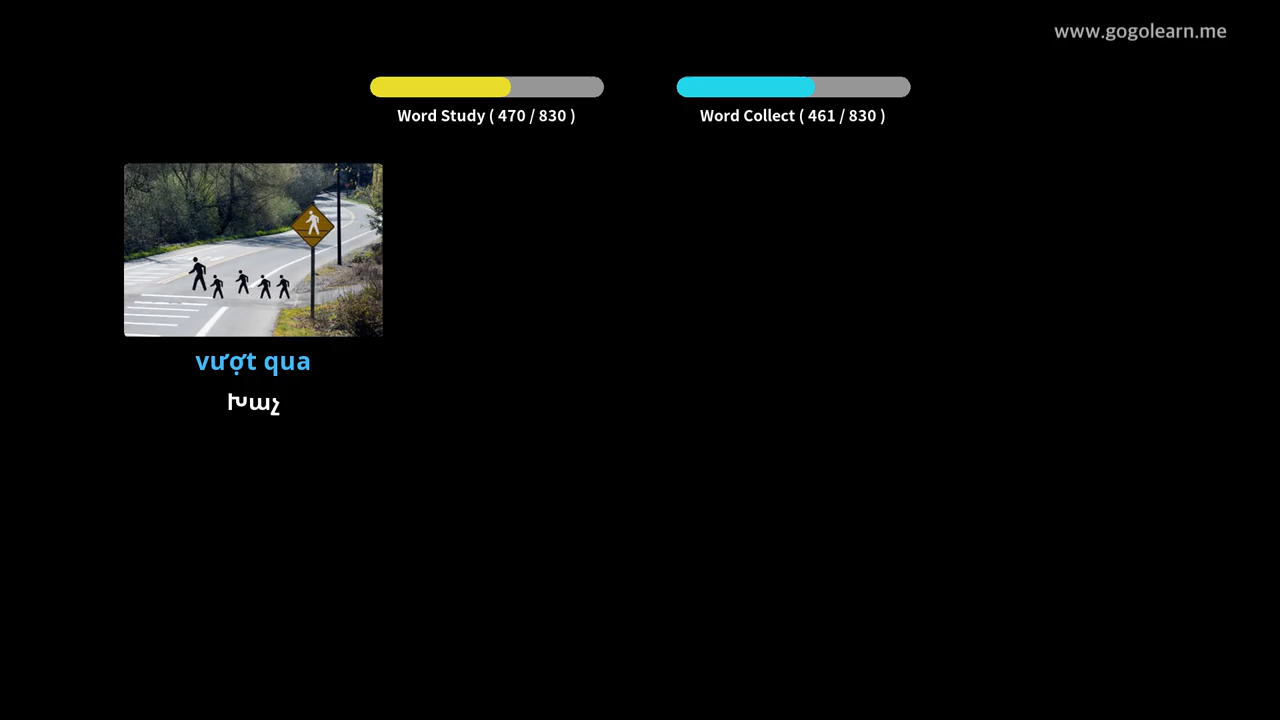 www.gogolearn.me
Word Study ( 470 / 830 )
Word Collect ( 461 / 830 )
vượt qua
Խաչ